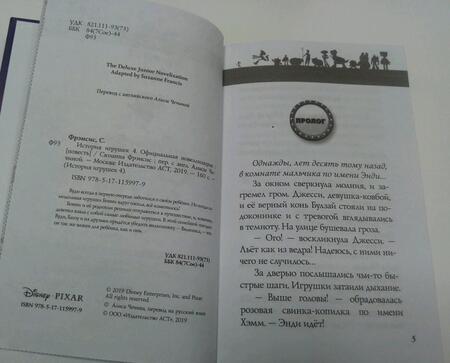 УДК 821.111-93(73)
ББК 84(7Сое)-44
Ф93
The Deluxe Junior Novelization
Adapted by Suzanne Francis
Перевод с английского Алисы Чечиной
Фрэнсис, С.
Ф93 История игрушек 4. Официальная новеллизация :
[повесть] / Сюзанна Фрэнсис ; пер. с англ. Алисы Че-
чиной. — Москва: Издательство АСТ, 2019. — 160 с. —
(История игрушек 4).
ISBN 978-5-17-115997-9
УДК 821.111-93(73)
ББК 84(7Сое)-44
DISNEY · PIXAR
ISBN 978-5-17-115997-9
© 2019 Disney Enterprises, Inc. and Pixar
All rights reserved
© Алиса Чечина, перевод на русский язык
© ООО «Издательство АСТ», 2019
ПРОЛОГ
Однажды, лет десять тому назад,
в комнате мальчика по имени Энди...
За окном сверкнула молния, и за-
гремел гром. Джесси, девушка-ковбой,
и её верный конь Булзай стояли на по-
доконнике и с тревогой вглядывались
в темноту. На улице бушевала гроза.
— Ого! — воскликнула Джесси. —
Льёт как из ведра! Надеюсь, с ними ни-
чего не случилось...
За дверью послышались чьи-то бы-
стрые шаги. Игрушки затаили дыхание.
— Выше головы! — обрадовалась
розовая свинка-копилка по имени
Хэмм. — Энди идёт!
5